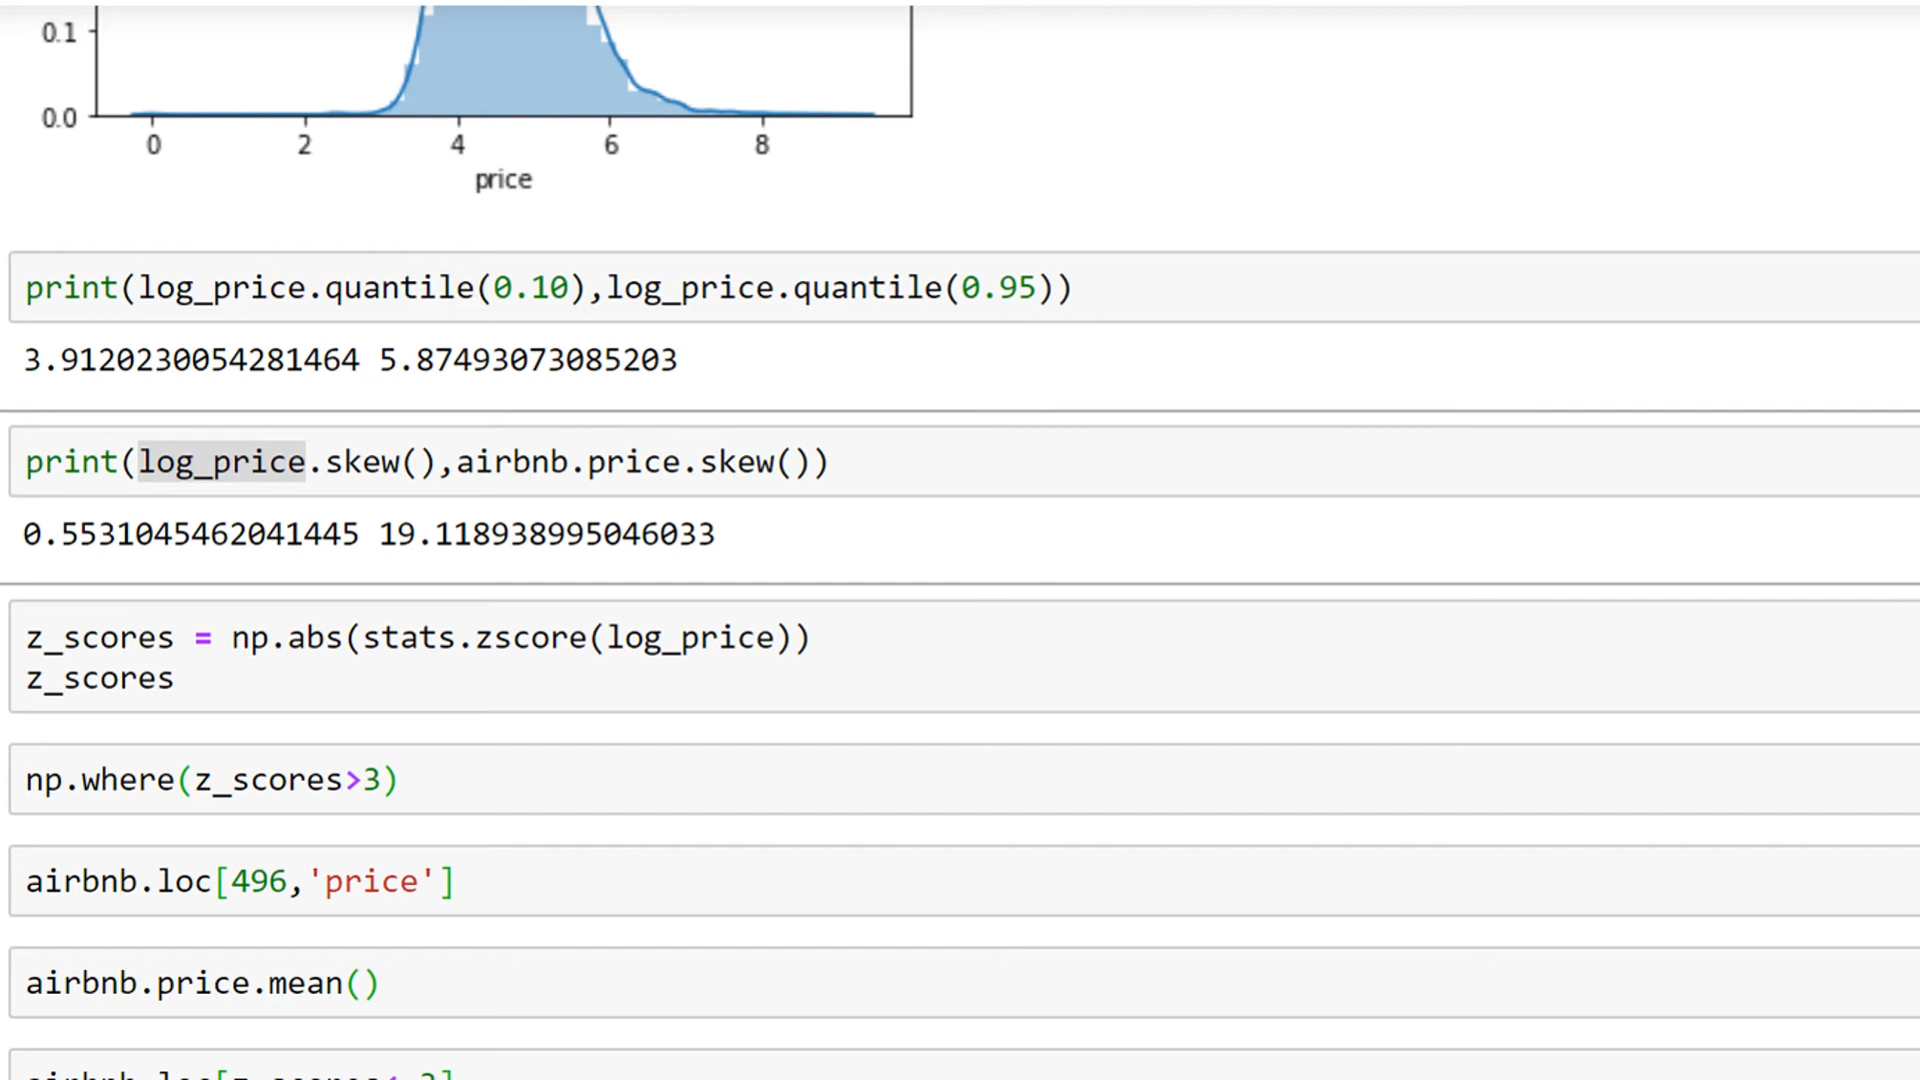 0.1
0.0
0 2 4 6 8
price
print(log_price.quantile(0.10),log_price.quantile(0.95))
3.9120230054281464 5.87493073085203
print(log_price.skew(),airbnb.price.skew())
0.5531045462041445 19.118938995046033
z_scores = np.abs(stats.zscore(log_price))
z_scores
np.where(z_scores>3)
airbnb.loc[496,'price']
airbnb.price.mean()